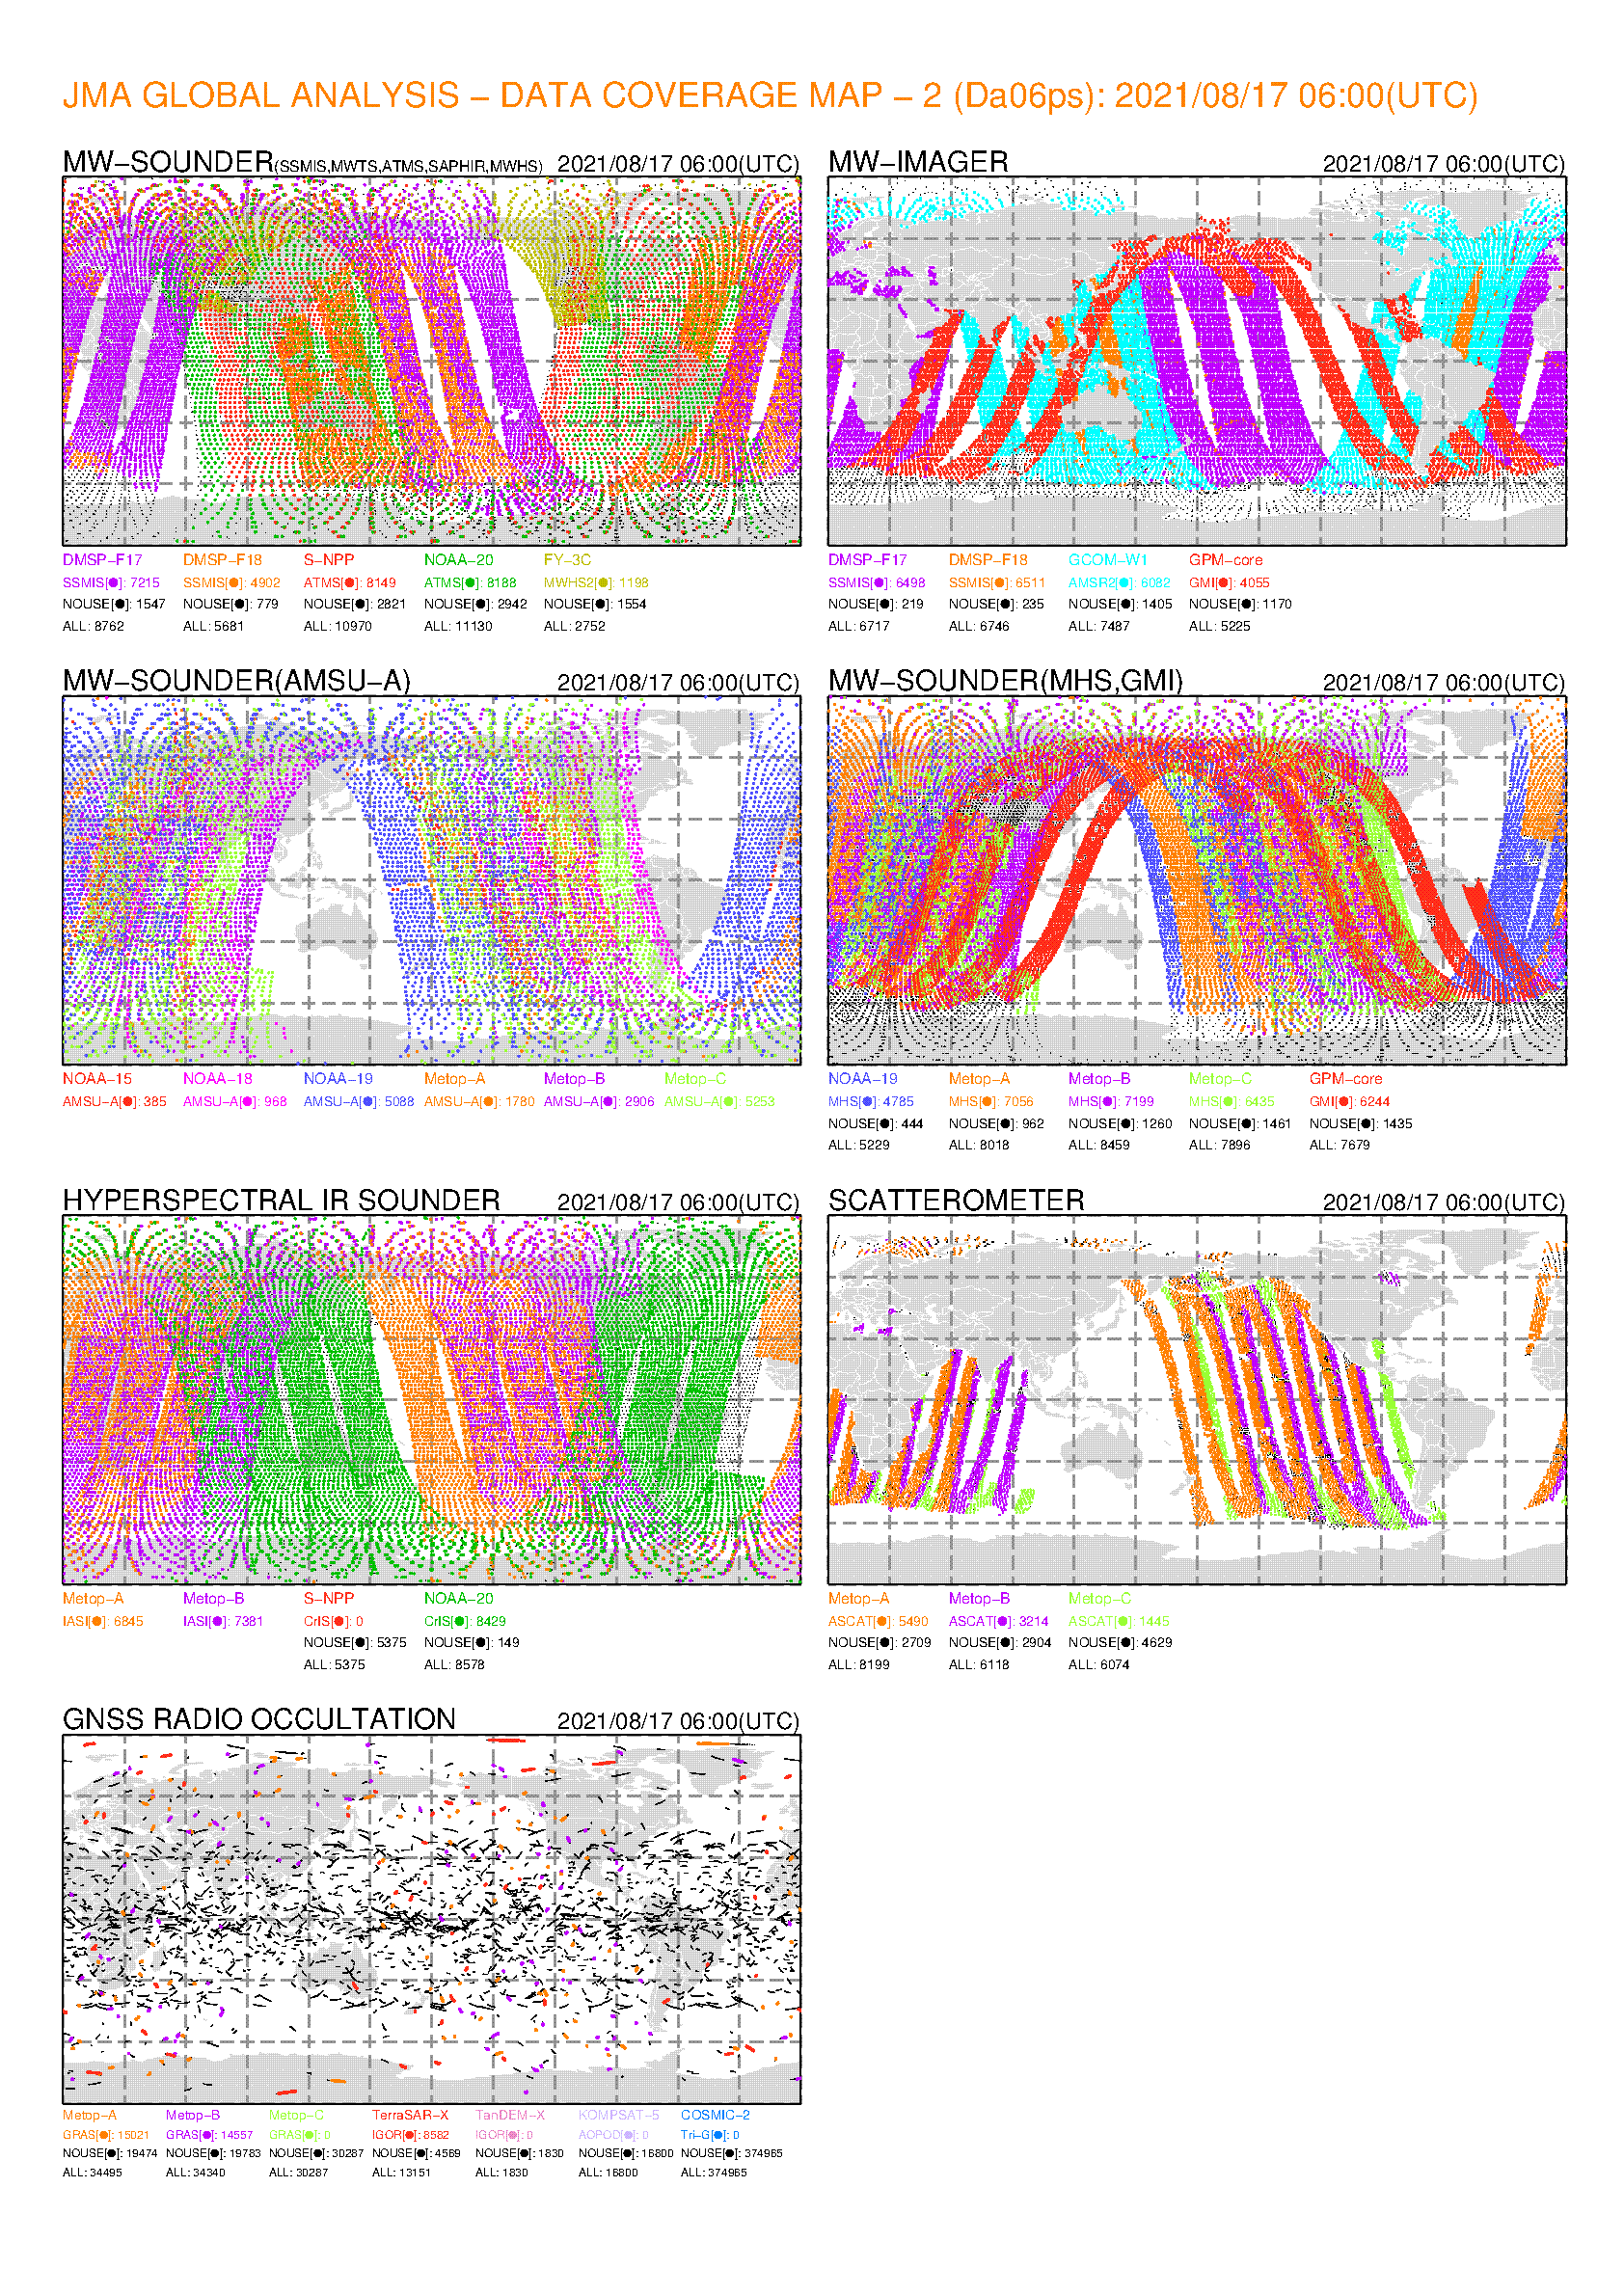 JMA GLOBAL ANALYSIS – DATA COVERAGE MAP – 2 (Da06ps): 2021/08/17 06:00(UTC)
MW–SOUNDER(SSMIS,MWTS,ATMS,SAPHIR,MWHS) 2021/08/17 06:00(UTC)
DMSP–F17 DMSP–F18 S–NPP NOAA–20 FY–3C
SSMIS[●]: 7215 SSMIS[●]: 4902 ATMS[●]: 8149 ATMS[●]: 8188 MWHS2[●]: 1198
NOUSE[●]: 1547 NOUSE[●]: 779 NOUSE[●]: 2821 NOUSE[●]: 2942 NOUSE[●]: 1554
ALL: 8762 ALL: 5681 ALL: 10970 ALL: 11130 ALL: 2752
MW–IMAGER 2021/08/17 06:00(UTC)
DMSP–F17 DMSP–F18 GCOM–W1 GPM–core
SSMIS[●]: 6498 SSMIS[●]: 6511 AMSR2[●]: 6082 GMI[●]: 4055
NOUSE[●]: 219 NOUSE[●]: 235 NOUSE[●]: 1405 NOUSE[●]: 1170
ALL: 6717 ALL: 6746 ALL: 7487 ALL: 5225
MW–SOUNDER(AMSU–A) 2021/08/17 06:00(UTC)
NOAA–15 NOAA–18 NOAA–19 Metop–A Metop–B Metop–C
AMSU–A[●]: 385 AMSU–A[●]: 968 AMSU–A[●]: 5088 AMSU–A[●]: 1780 AMSU–A[●]: 2906 AMSU–A[●]: 5253
MW–SOUNDER(MHS,GMI) 2021/08/17 06:00(UTC)
NOAA–19 Metop–A Metop–B Metop–C GPM–core
MHS[●]: 4785 MHS[●]: 7056 MHS[●]: 7199 MHS[●]: 6435 GMI[●]: 6244
NOUSE[●]: 444 NOUSE[●]: 962 NOUSE[●]: 1260 NOUSE[●]: 1461 NOUSE[●]: 1435
ALL: 5229 ALL: 8018 ALL: 8459 ALL: 7896 ALL: 7679
HYPERSPECTRAL IR SOUNDER 2021/08/17 06:00(UTC)
Metop–A Metop–B S–NPP NOAA–20
IASI[●]: 6845 IASI[●]: 7381 CrIS[●]: 0 CrIS[●]: 8429
NOUSE[●]: 5375 NOUSE[●]: 149
ALL: 5375 ALL: 8578
SCATTEROMETER 2021/08/17 06:00(UTC)
Metop–A Metop–B Metop–C
ASCAT[●]: 5490 ASCAT[●]: 3214 ASCAT[●]: 1445
NOUSE[●]: 2709 NOUSE[●]: 2904 NOUSE[●]: 4629
ALL: 8199 ALL: 6118 ALL: 6074
GNSS RADIO OCCULTATION 2021/08/17 06:00(UTC)
Metop–A Metop–B Metop–C TerraSAR–X TanDEM–X KOMPSAT–5 COSMIC–2
GRAS[●]: 15021 GRAS[●]: 14557 GRAS[●]: 0 IGOR[●]: 8582 IGOR[●]: 0 AOPOD[●]: 0 Tri–G[●]: 0
NOUSE[●]: 19474 NOUSE[●]: 19783 NOUSE[●]: 30287 NOUSE[●]: 4569 NOUSE[●]: 1830 NOUSE[●]: 16800 NOUSE[●]: 374965
ALL: 34495 ALL: 34340 ALL: 30287 ALL: 13151 ALL: 1830 ALL: 16800 ALL: 374965